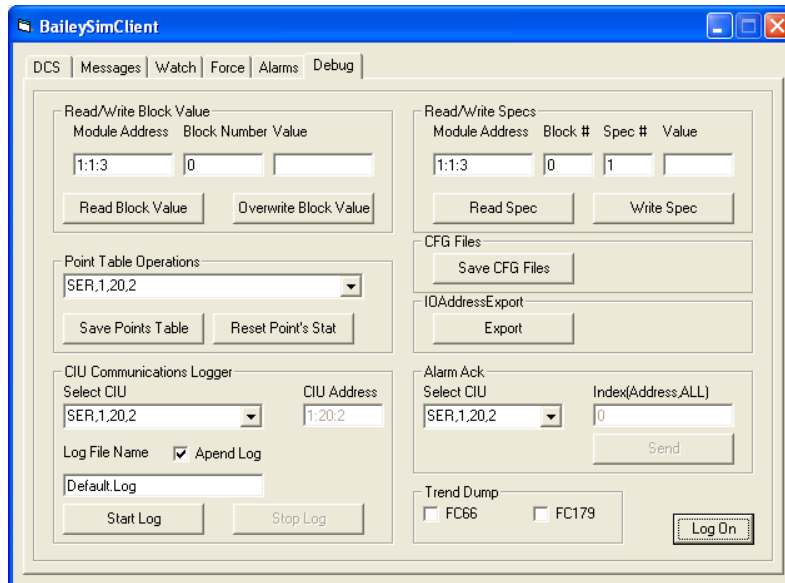 BaileySimClient
DCS Messages Watch Force Alarms Debug
Read/Write Block Value
Module Address Block Number Value
1:1:3 0
Read Block Value Overwrite Block Value
Read/Write Specs
Module Address Block # Spec # Value
1:1:3 0 1
Read Spec Write Spec
Point Table Operations
SER,1,20,2
Save Points Table Reset Point's Stat
CFG Files
Save CFG Files
IOAddressExport
Export
CIU Communications Logger
Select CIU CIU Address
SER,1,20,2 1:20:2
Log File Name Apend Log
Default.Log
Start Log Stop Log
Alarm Ack
Select CIU Index(Address,ALL)
SER,1,20,2 0
Send
Trend Dump
FC66 FC179
Log On